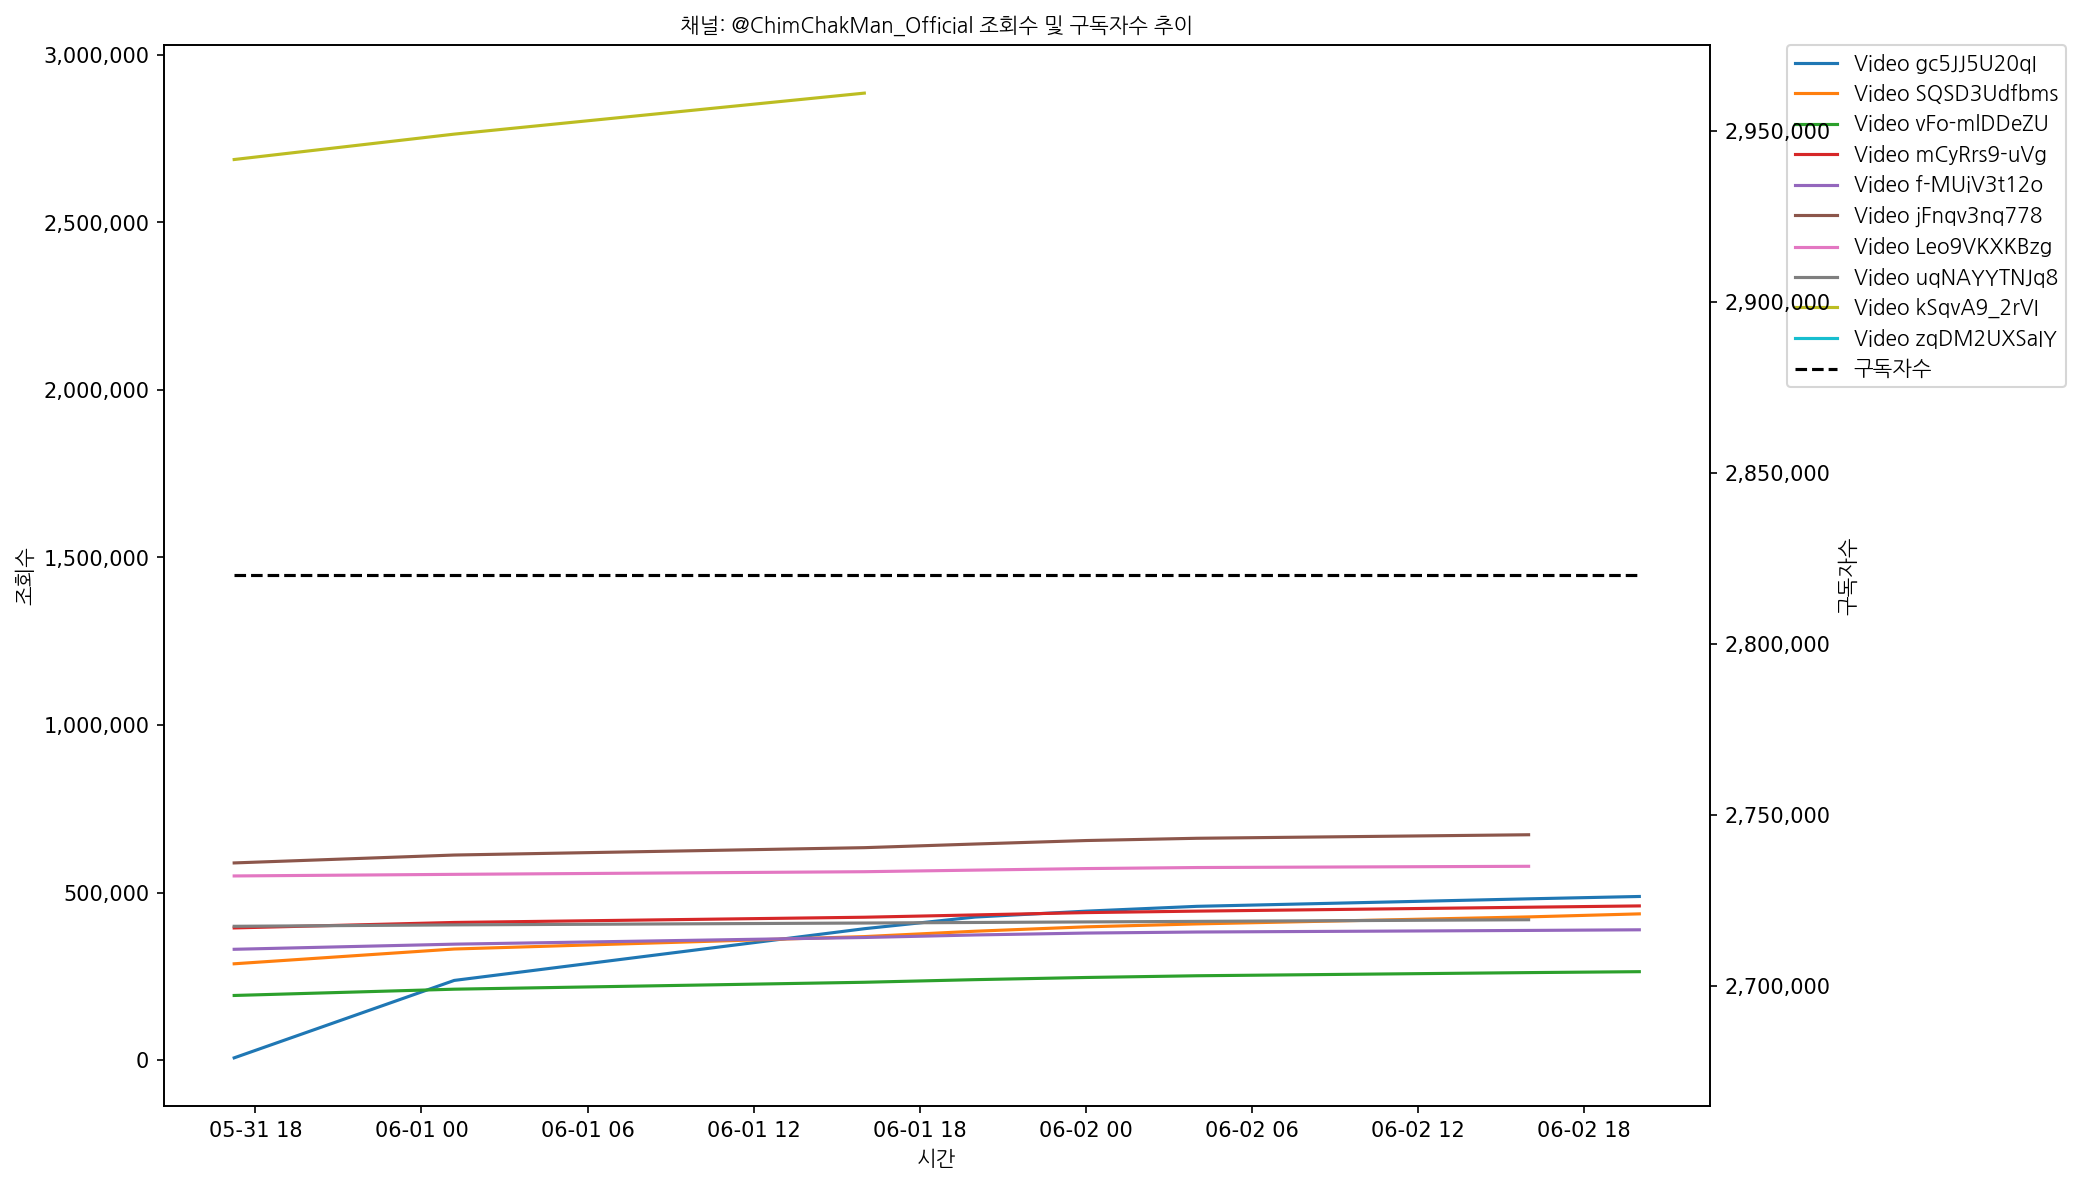 채널: @ChimChakMan_Official 조회수 및 구독자수 추이
3,000,000
2,500,000
2,000,000
1,500,000
1,000,000
500,000
0
조회수
05-31 18
06-01 00
06-01 06
06-01 12
06-01 18
06-02 00
06-02 06
06-02 12
06-02 18
시간
2,950,000
2,900,000
2,850,000
2,800,000
2,750,000
2,700,000
구독자수
Video gc5JJ5U20qI
Video SQSD3Udfbms
Video vFo-mlDDeZU
Video mCyRrs9-uVg
Video f-MUiV3t12o
Video jFnqv3nq778
Video Leo9VKXKBzg
Video uqNAYYTNJq8
Video kSqvA9_2rVI
Video zqDM2UXSaIY
구독자수